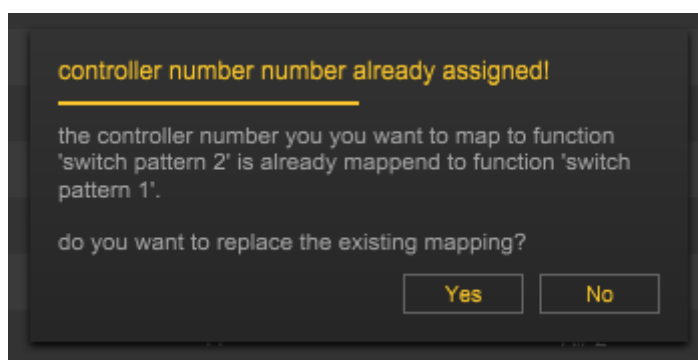 controller number number already assigned!
the controller number you you want to map to function
'switch pattern 2' is already mappend to function 'switch
pattern 1'.
do you want to replace the existing mapping?
Yes
No